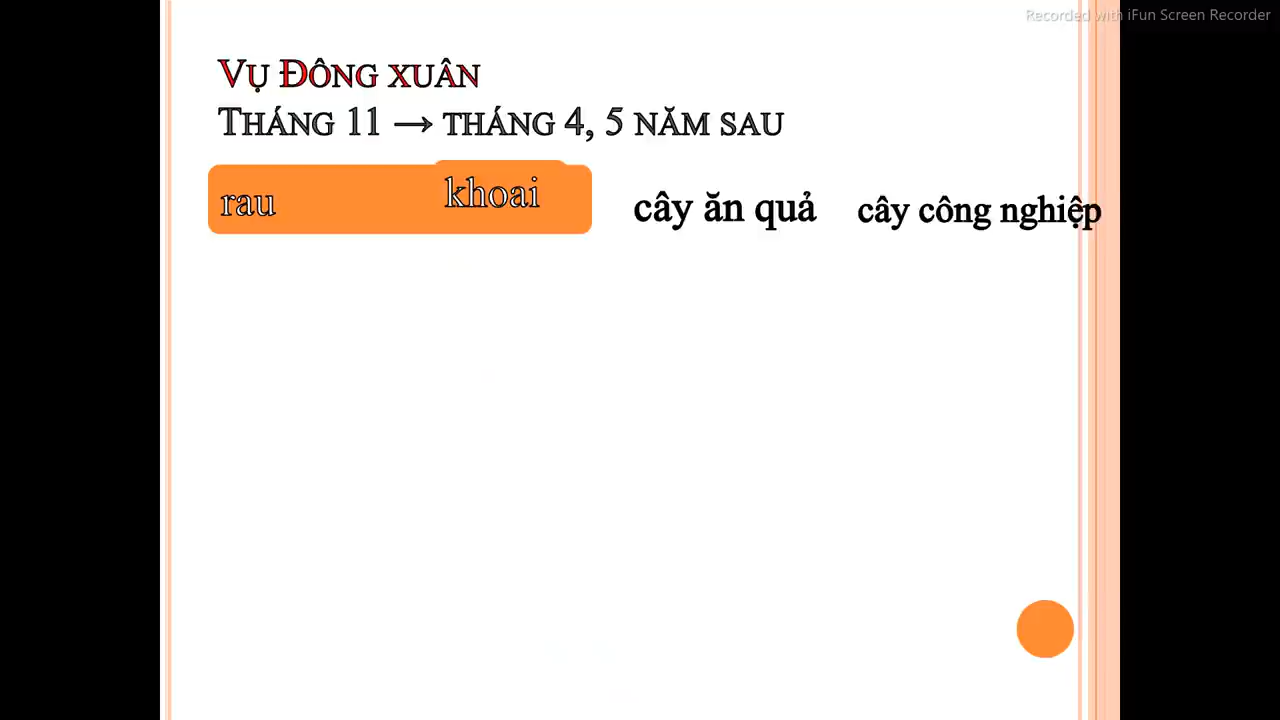 Recorded with iFun Screen Recorder
VỤ ĐÔNG XUÂN
THÁNG 11 → THÁNG 4, 5 NĂM SAU
rau khoai cây ăn quả cây công nghiệp